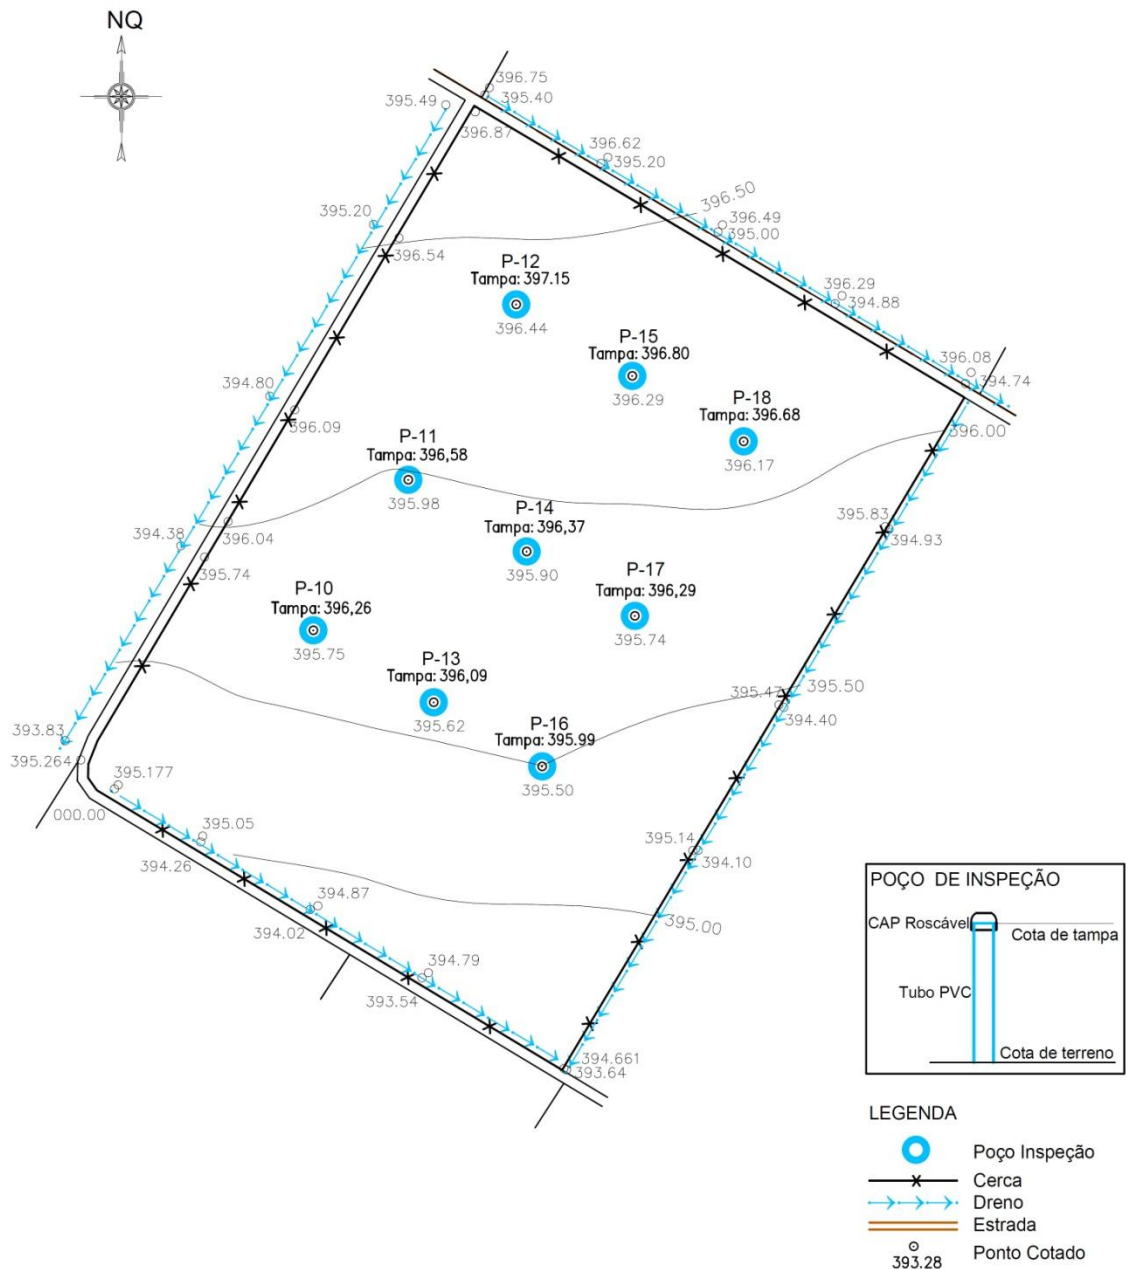 NQ
396.75
395.49
395.40
396.87
396.62
395.20
396.50
395.20
396.49
395.00
396.54
P-12
Tampa: 397.15
396.44
396.29
394.88
P-15
Tampa: 396.80
396.29
396.08
394.74
394.80
396.09
P-18
Tampa: 396.68
396.17
396.00
P-11
Tampa: 396,58
395.98
P-14
Tampa: 396,37
395.90
395.83
394.93
394.38
396.04
395.74
P-10
Tampa: 396,26
395.75
P-17
Tampa: 396,29
395.74
P-13
Tampa: 396,09
395.62
395.47
395.50
394.40
P-16
Tampa: 395.99
395.50
393.83
395.264
395.177
000.00
395.05
394.26
395.14
394.10
394.87
394.02
395.00
394.79
393.54
394.661
393.64
POÇO DE INSPEÇÃO
CAP Roscável
Cota de tampa
Tubo PVC
Cota de terreno
LEGENDA
Poço Inspeção
Cerca
Dreno
Estrada
Ponto Cotado
393.28